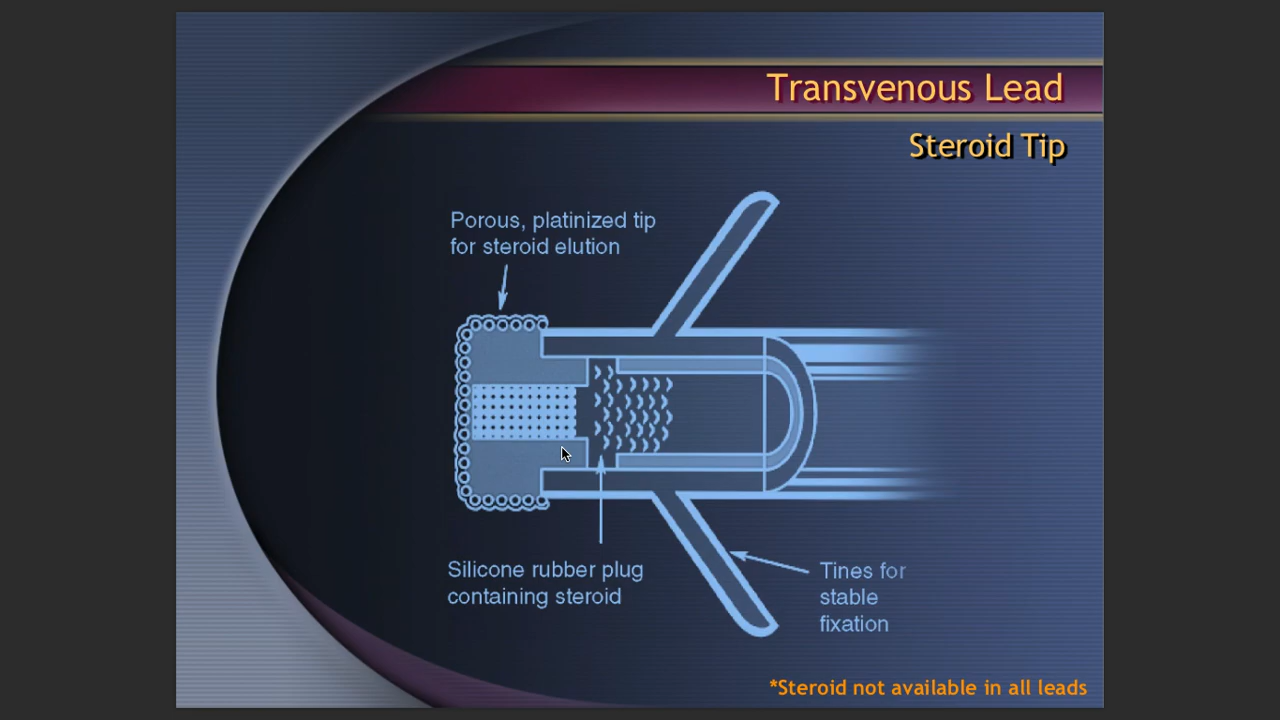 Transvenous Lead
Steroid Tip
Porous, platinized tip
for steroid elution
Silicone rubber plug
containing steroid
Tines for
stable
fixation
*Steroid not available in all leads